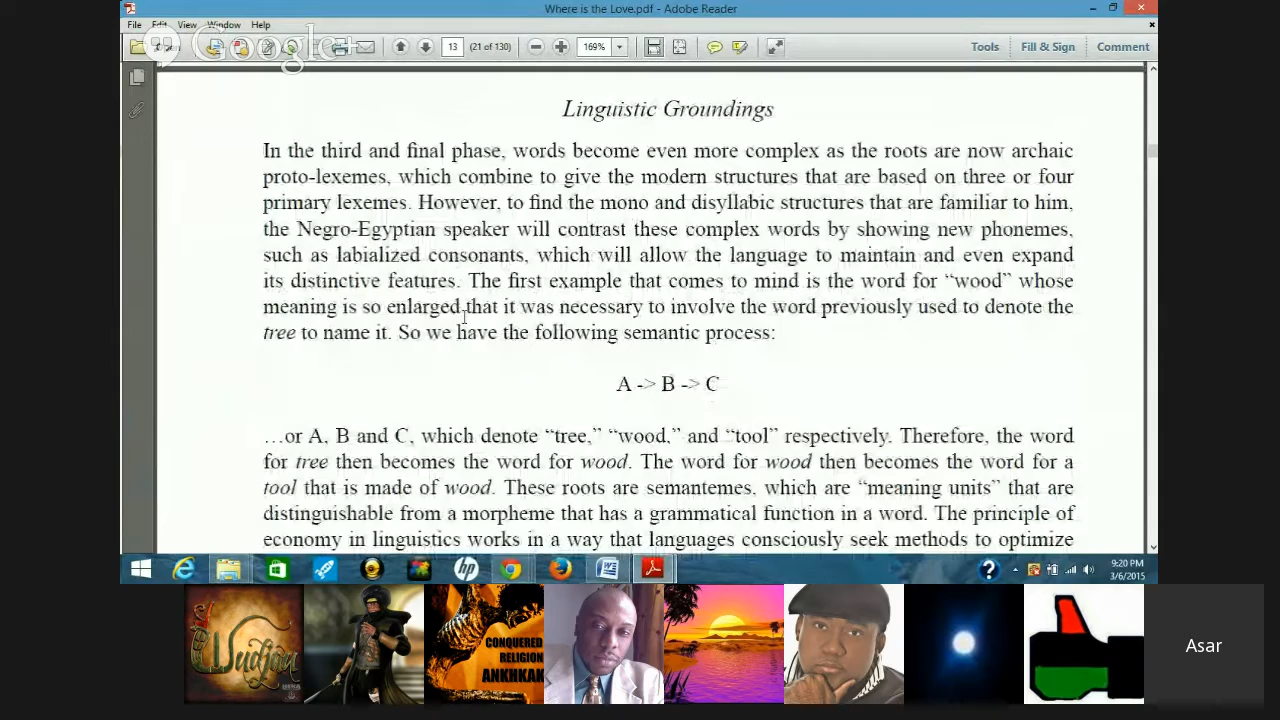 Where is the Love.pdf - Adobe Reader
File Edit View Window Help
Google+
13 (21 of 130) 169% Tools Fill & Sign Comment
Linguistic Groundings
In the third and final phase, words become even more complex as the roots are now archaic
proto-lexemes, which combine to give the modern structures that are based on three or four
primary lexemes. However, to find the mono and disyllabic structures that are familiar to him,
the Negro-Egyptian speaker will contrast these complex words by showing new phonemes,
such as labialized consonants, which will allow the language to maintain and even expand
its distinctive features. The first example that comes to mind is the word for “wood” whose
meaning is so enlarged that it was necessary to involve the word previously used to denote the
tree to name it. So we have the following semantic process:
A -> B -> C
…or A, B and C, which denote “tree,” “wood,” and “tool” respectively. Therefore, the word
for tree then becomes the word for wood. The word for wood then becomes the word for a
tool that is made of wood. These roots are semantemes, which are “meaning units” that are
distinguishable from a morpheme that has a grammatical function in a word. The principle of
economy in linguistics works in a way that languages consciously seek methods to optimize
hp
9:20 PM
3/6/2015
CONQUERED
RELIGION
ANKHKAK
Asar